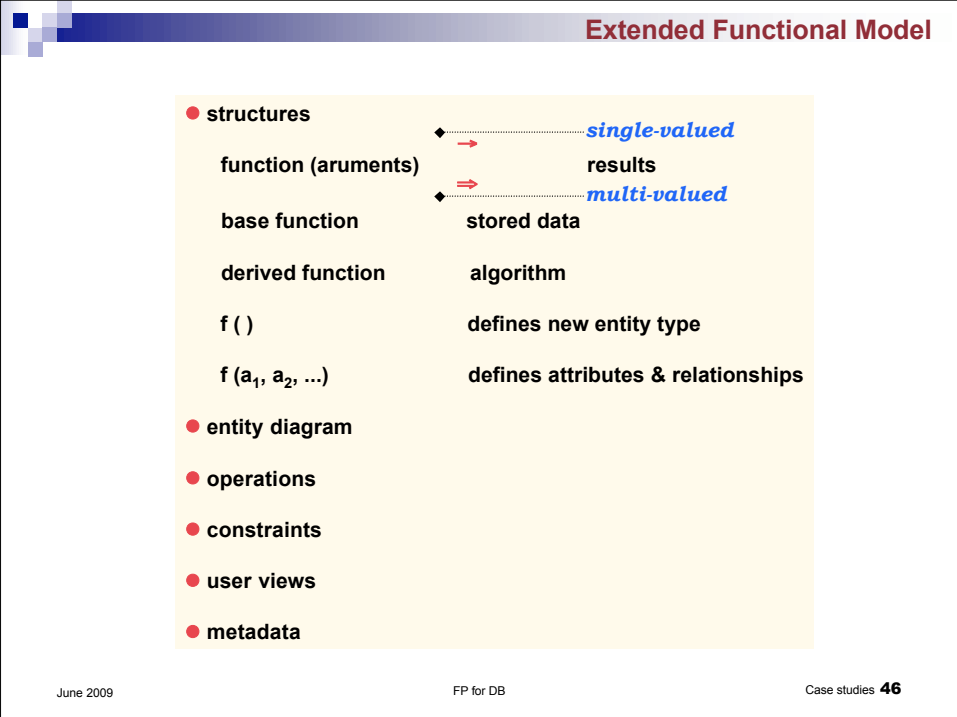 Extended Functional Model
● structures
single-valued
→
function (aruments) results
⇒
multi-valued
base function stored data
derived function algorithm
f ( ) defines new entity type
f (a₁, a₂, ...) defines attributes & relationships
● entity diagram
● operations
● constraints
● user views
● metadata
June 2009 FP for DB Case studies 46